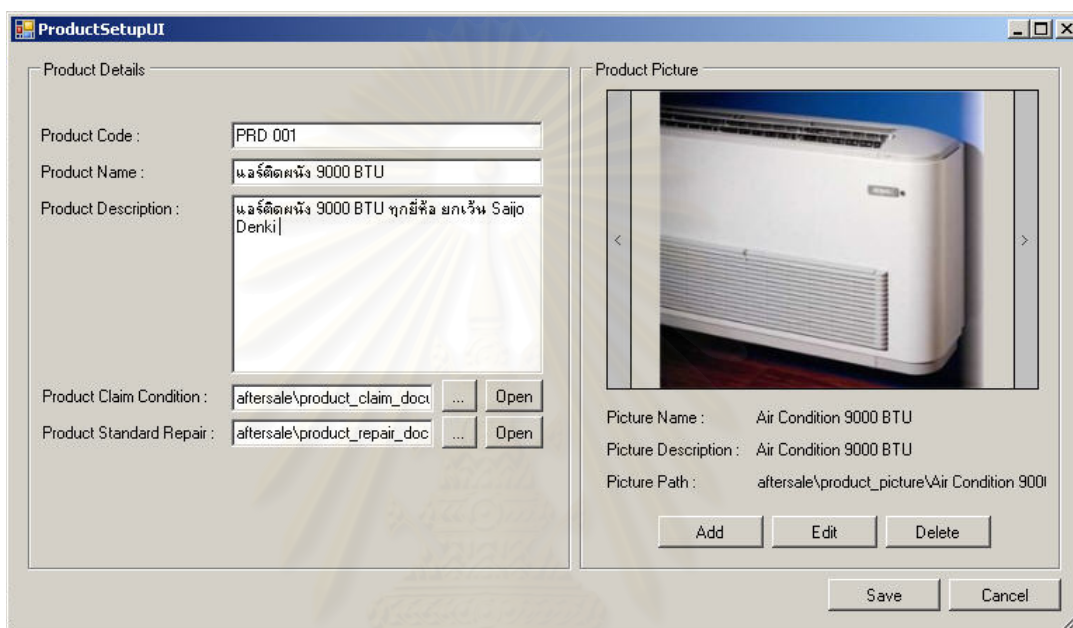 ProductSetupUI
Product Details
Product Code :
PRD 001
Product Name :
แอร์ติดผนัง 9000 BTU
Product Description :
แอร์ติดผนัง 9000 BTU ทุกยี่ห้อ ยกเว้น Saijo
Denki
Product Claim Condition :
aftersale\product_claim_docu
...
Open
Product Standard Repair :
aftersale\product_repair_doc
...
Open
Product Picture
<
>
Picture Name :
Air Condition 9000 BTU
Picture Description :
Air Condition 9000 BTU
Picture Path :
aftersale\product_picture\Air Condition 900
Add
Edit
Delete
Save
Cancel